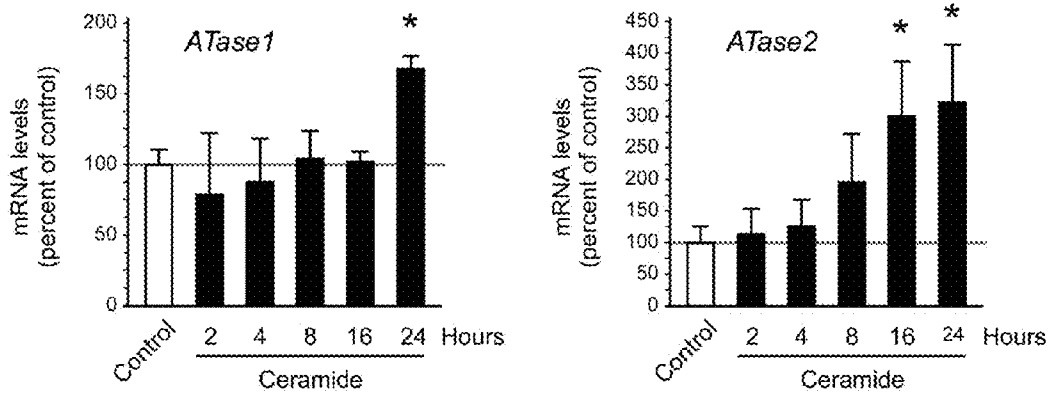 ATase1
*
mRNA levels
(percent of control)
200
150
100
50
0
Control
2 4 8 16 24 Hours
Ceramide
ATase2
* *
mRNA levels
(percent of control)
450
400
350
300
250
200
150
100
50
0
Control
2 4 8 16 24 Hours
Ceramide